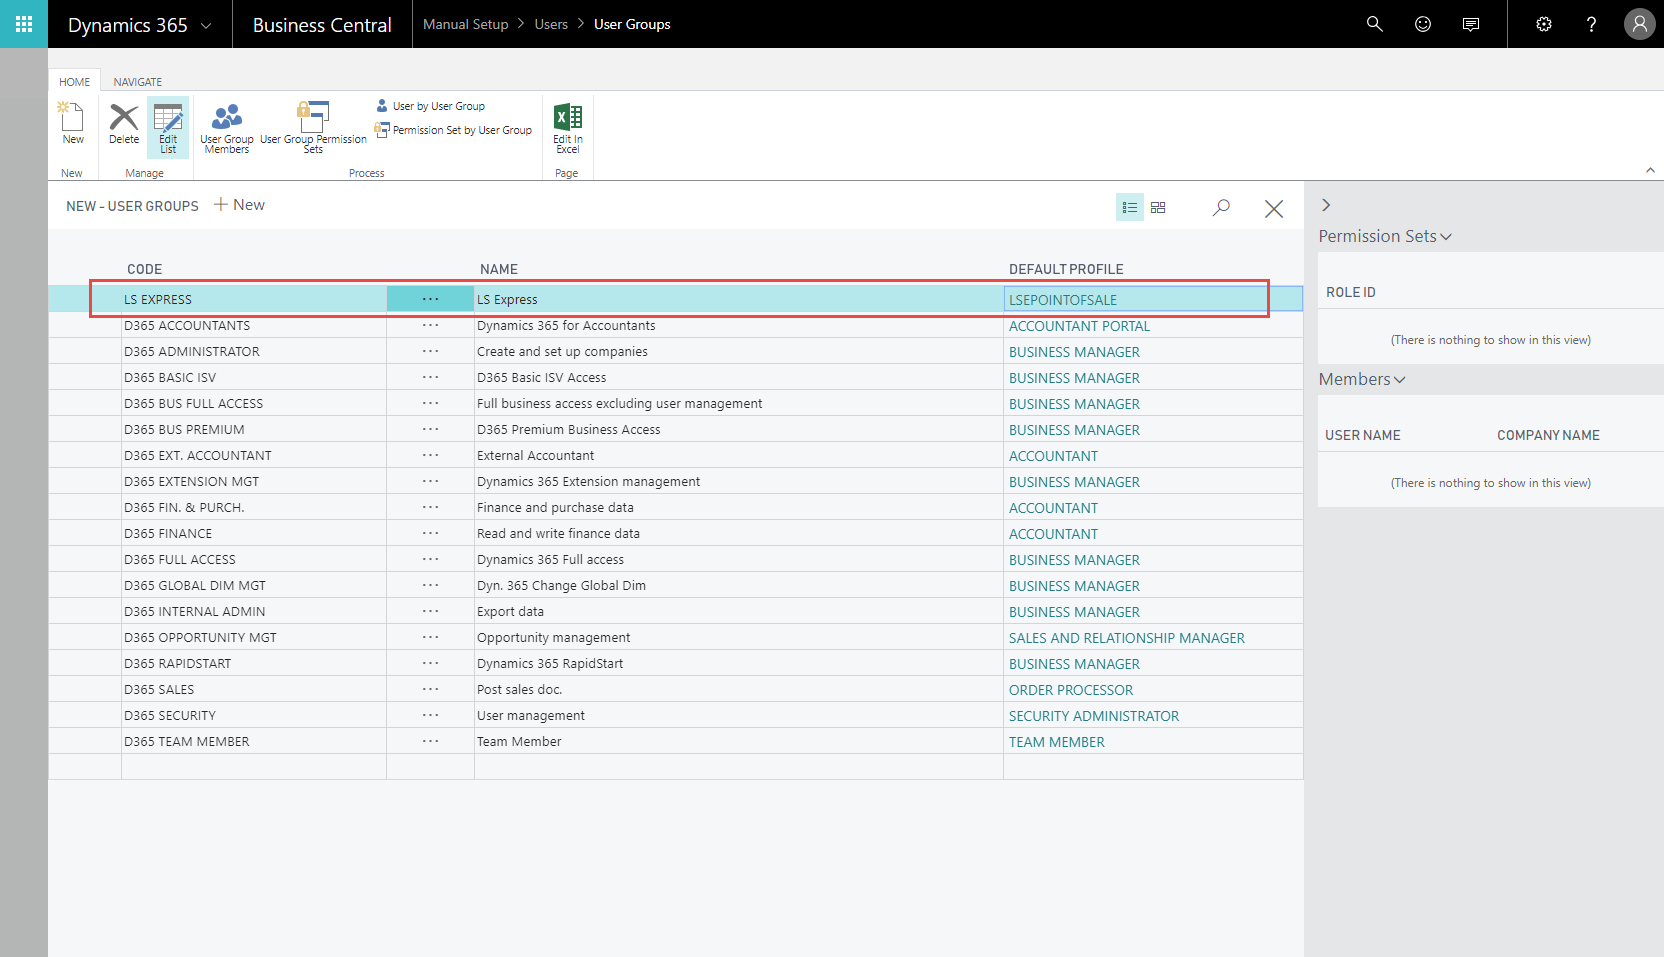 Dynamics 365
Business Central
Manual Setup > Users > User Groups
?
HOME NAVIGATE
New
Delete
Edit
List
User Group
Members
User Group Permission
Sets
User by User Group
Permission Set by User Group
Edit In
Excel
New
Manage
Process
Page
NEW - USER GROUPS + New
CODE NAME DEFAULT PROFILE
LS EXPRESS ··· LS Express LSEPOINTOFSALE
D365 ACCOUNTANTS ··· Dynamics 365 for Accountants ACCOUNTANT PORTAL
D365 ADMINISTRATOR ··· Create and set up companies BUSINESS MANAGER
D365 BASIC ISV ··· D365 Basic ISV Access BUSINESS MANAGER
D365 BUS FULL ACCESS ··· Full business access excluding user management BUSINESS MANAGER
D365 BUS PREMIUM ··· D365 Premium Business Access BUSINESS MANAGER
D365 EXT. ACCOUNTANT ··· External Accountant ACCOUNTANT
D365 EXTENSION MGT ··· Dynamics 365 Extension management BUSINESS MANAGER
D365 FIN. & PURCH. ··· Finance and purchase data ACCOUNTANT
D365 FINANCE ··· Read and write finance data ACCOUNTANT
D365 FULL ACCESS ··· Dynamics 365 Full access BUSINESS MANAGER
D365 GLOBAL DIM MGT ··· Dyn. 365 Change Global Dim BUSINESS MANAGER
D365 INTERNAL ADMIN ··· Export data BUSINESS MANAGER
D365 OPPORTUNITY MGT ··· Opportunity management SALES AND RELATIONSHIP MANAGER
D365 RAPIDSTART ··· Dynamics 365 RapidStart BUSINESS MANAGER
D365 SALES ··· Post sales doc. ORDER PROCESSOR
D365 SECURITY ··· User management SECURITY ADMINISTRATOR
D365 TEAM MEMBER ··· Team Member TEAM MEMBER
Permission Sets
ROLE ID
(There is nothing to show in this view)
Members
USER NAME COMPANY NAME
(There is nothing to show in this view)